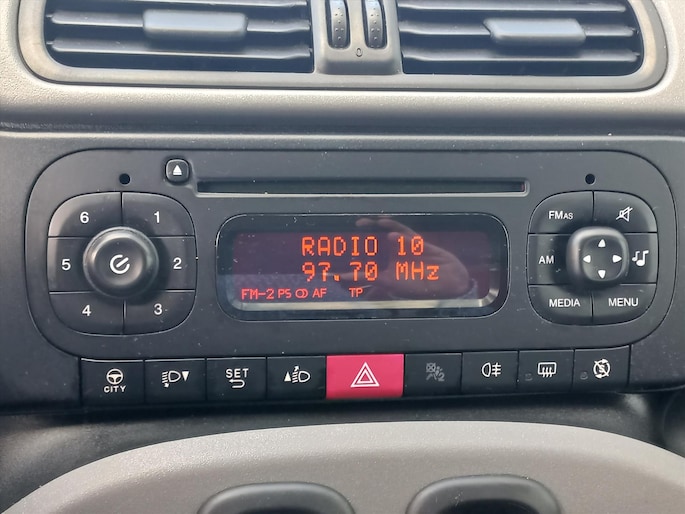 6 1
5 2
4 3
RADIO 10
97.70 MHz
FM-2 PS AF TP
FMAS
AM
MEDIA MENU
CITY
SET
2